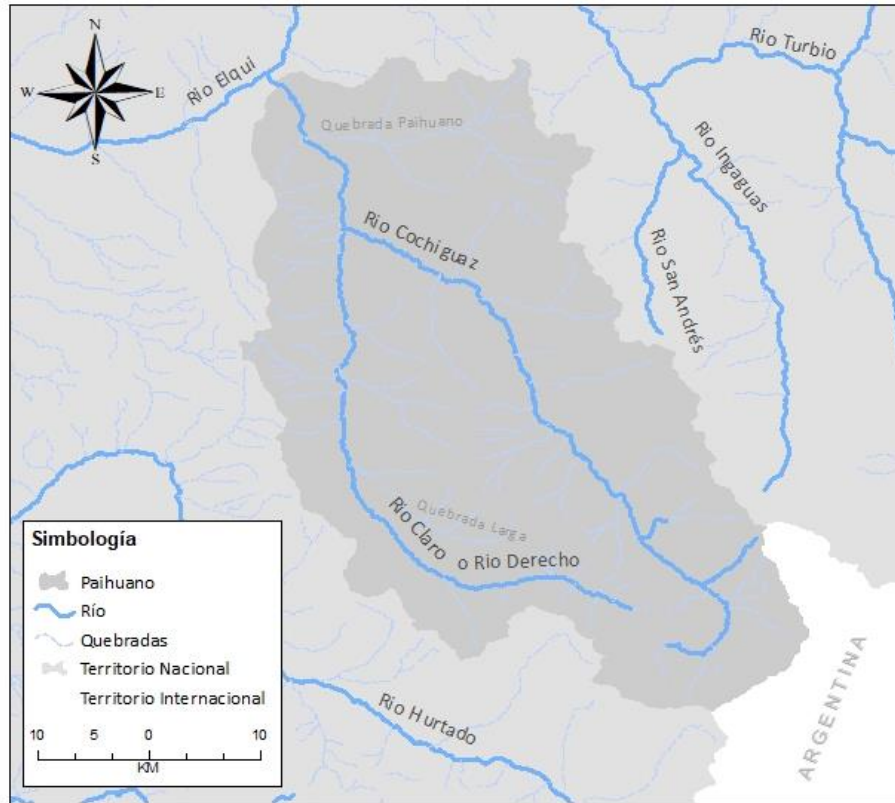 N
W E
S
Rio Elqui
Rio Turbio
Quebrada Paihuano
Rio Ingaguas
Rio Cochiguaz
Rio San Andrés
Río Claro
Quebrada Larga
o Rio Derecho
Rio Hurtado
ARGENTINA
Simbología
Paihuano
Río
Quebradas
Territorio Nacional
Territorio Internacional
10 5 0 10
KM